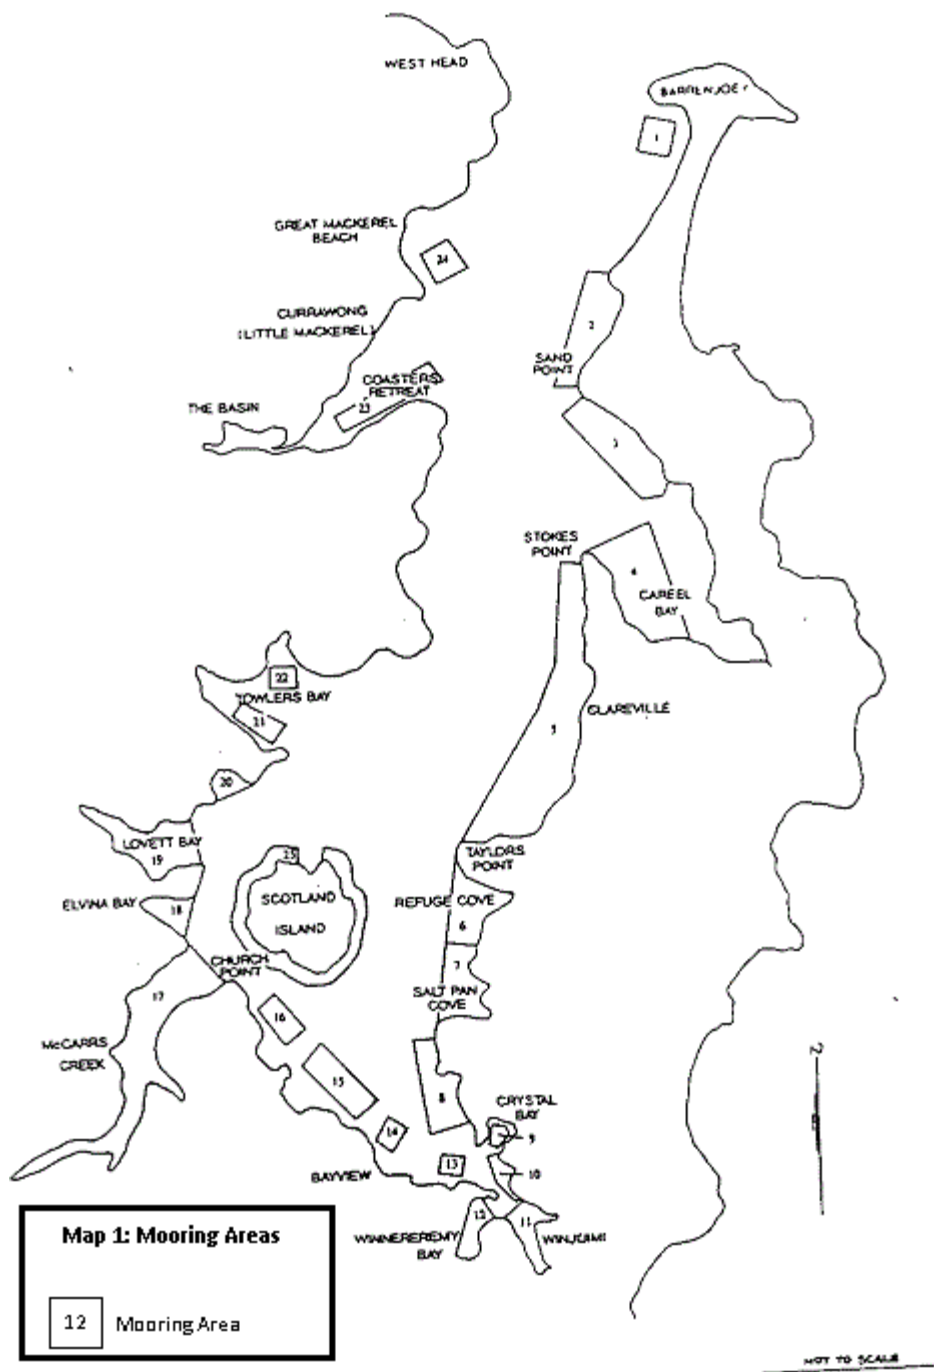 WEST HEAD
BARRENJOEY
1
GREAT MACKEREL
BEACH
24
CURRAWONG
(LITTLE MACKEREL)
2
SAND
POINT
COASTERS
RETREAT
23
THE BASIN
3
STOKES
POINT
4
CAREEL
BAY
22
TOWLERS BAY
21
CLAREVILLE
5
20
LOVETT BAY
19
TAYLORS
POINT
25
SCOTLAND
ISLAND
ELVINA BAY
18
REFUGE COVE
6
CHURCH
POINT
7
17
SALT PAN
COVE
16
McCARRS
CREEK
15
8
CRYSTAL
BAY
9
14
13
10
BAYVIEW
12
11
WINNEREREMY
BAY
WINJIMI
Map 1: Mooring Areas
12
Mooring Area
NOT TO SCALE